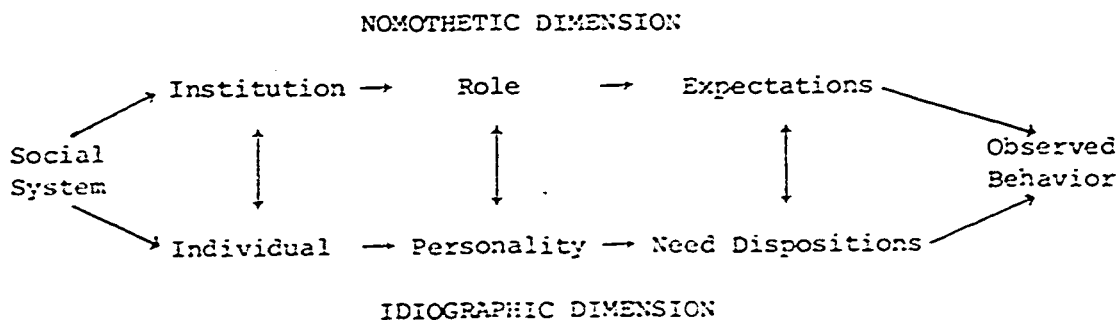 NOMOTHETIC DIMENSION
Institution → Role → Expectations
Social
System
Observed
Behavior
Individual → Personality → Need Dispositions
IDIOGRAPHIC DIMENSION